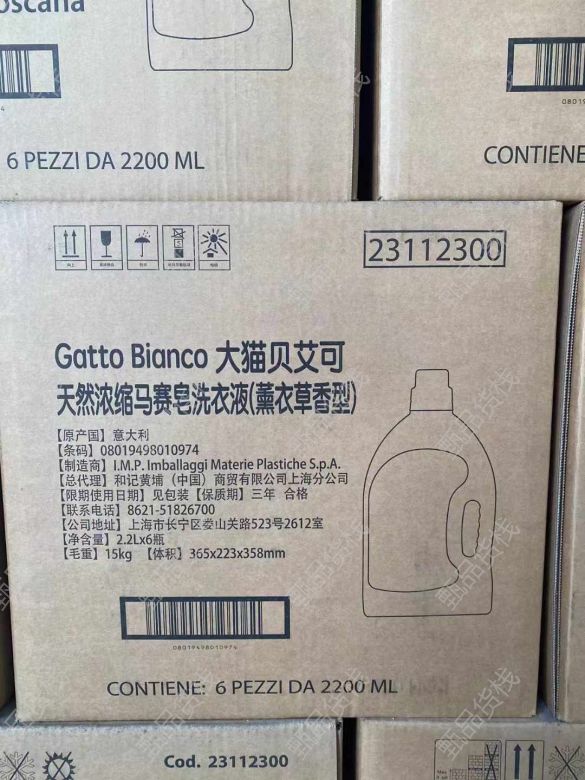 oscana
6 PEZZI DA 2200 ML
CONTIENE
23112300
Gatto Bianco 大猫贝艾可
天然浓缩马赛皂洗衣液(薰衣草香型)
【原产国】意大利
【条码】08019498010974
【制造商】I.M.P. Imballaggi Materie Plastiche S.p.A.
【总代理】和记黄埔（中国）商贸有限公司上海分公司
【限期使用日期】见包装【保质期】三年 合格
【联系电话】8621-51826700
【公司地址】上海市长宁区娄山关路523号2612室
【净含量】2.2Lx6瓶
【毛重】15kg 【体积】365x223x358mm
08019498010974
CONTIENE: 6 PEZZI DA 2200 ML
Cod. 23112300
甄品货栈